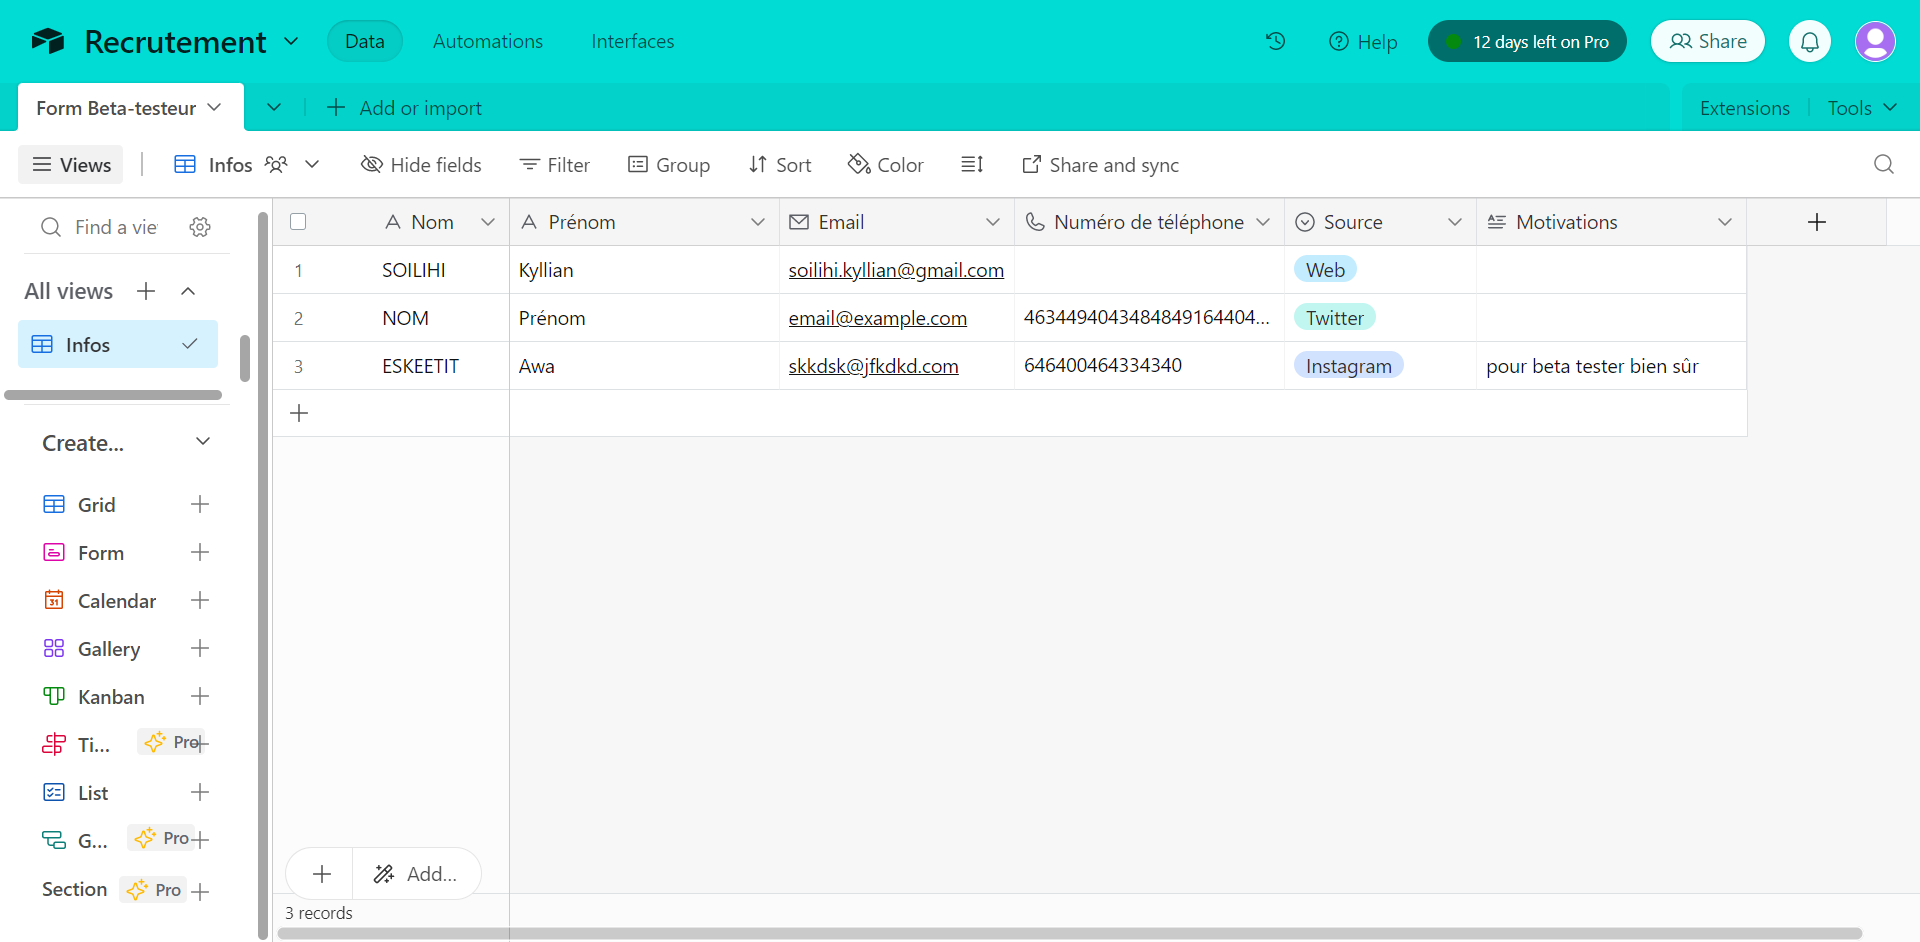 Recrutement Data Automations Interfaces Help 12 days left on Pro Share
Form Beta-testeur Add or import Extensions Tools
Views Infos Hide fields Filter Group Sort Color Share and sync
Find a vie
All views
Infos
Create...
Grid
Form
Calendar
Gallery
Kanban
Ti... Pro
List
G... Pro
Section Pro
Nom Prénom Email Numéro de téléphone Source Motivations
1 SOILIHI Kyllian soilihi.kyllian@gmail.com Web
2 NOM Prénom email@example.com 4634494043484849164404... Twitter
3 ESKEETIT Awa skkdsk@jfkdkd.com 646400464334340 Instagram pour beta tester bien sûr
Add...
3 records